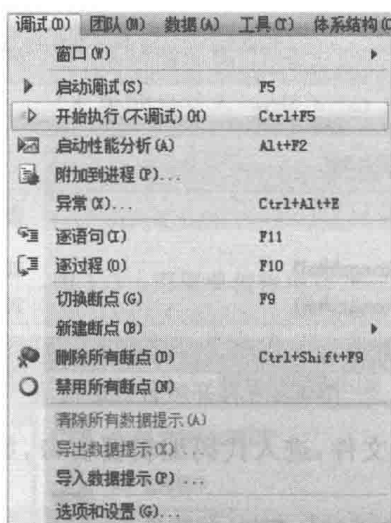 调试(D) 团队(M) 数据(A) 工具(T) 体系结构(C
窗口(W)
启动调试(S) F5
开始执行(不调试)(H) Ctrl+F5
启动性能分析(A) Alt+F2
附加到进程(P)...
异常(X)... Ctrl+Alt+E
逐语句(I) F11
逐过程(O) F10
切换断点(G) F9
新建断点(B)
删除所有断点(D) Ctrl+Shift+F9
禁用所有断点(N)
清除所有数据提示(A)
导出数据提示(X) ...
导入数据提示(P) ...
选项和设置(G)...